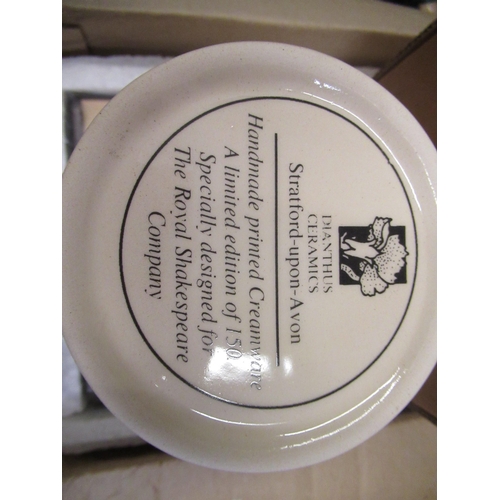 DIANTHUS
CERAMICS
Stratford-upon-Avon
Handmade printed Creamware
A limited edition of 150
Specially designed for
The Royal Shakespeare
Company